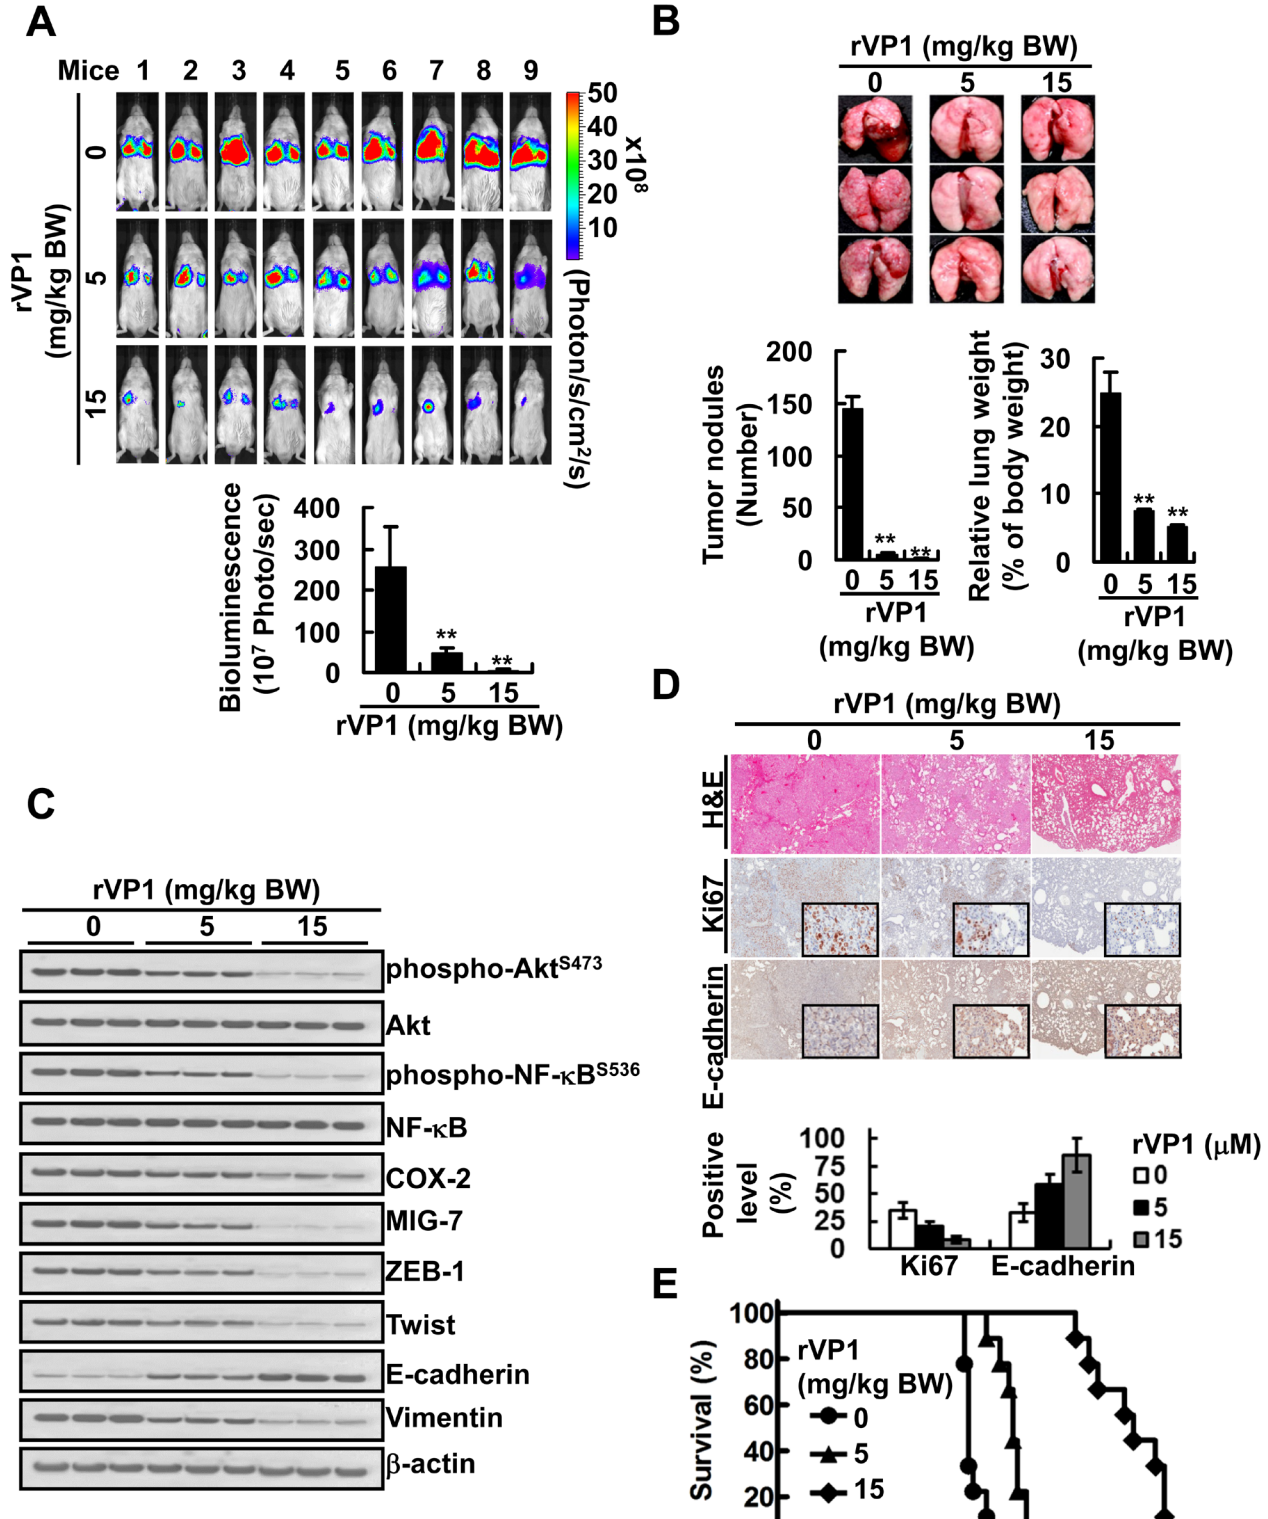 A
Mice 1 2 3 4 5 6 7 8 9
rVP1
(mg/kg BW)
0
5
15
50
40
30
20
10
x10⁸
(Photon/s/cm²/s)
Bioluminescence
(10⁷ Photo/sec)
400
300
200
100
0
**
**
0 5 15
rVP1 (mg/kg BW)
B
rVP1 (mg/kg BW)
0 5 15
Tumor nodules
(Number)
200
150
100
50
0
**
**
0 5 15
rVP1
(mg/kg BW)
Relative lung weight
(% of body weight)
30
20
10
0
**
**
0 5 15
rVP1
(mg/kg BW)
C
rVP1 (mg/kg BW)
0 5 15
phospho-Akt^S473
Akt
phospho-NF-κB^S536
NF-κB
COX-2
MIG-7
ZEB-1
Twist
E-cadherin
Vimentin
β-actin
D
rVP1 (mg/kg BW)
0 5 15
H&E
Ki67
E-cadherin
Positive
level
(%)
100
75
50
25
0
Ki67 E-cadherin
rVP1 (μM)
0
5
15
E
Survival (%)
100
80
60
40
20
rVP1
(mg/kg BW)
0
5
15